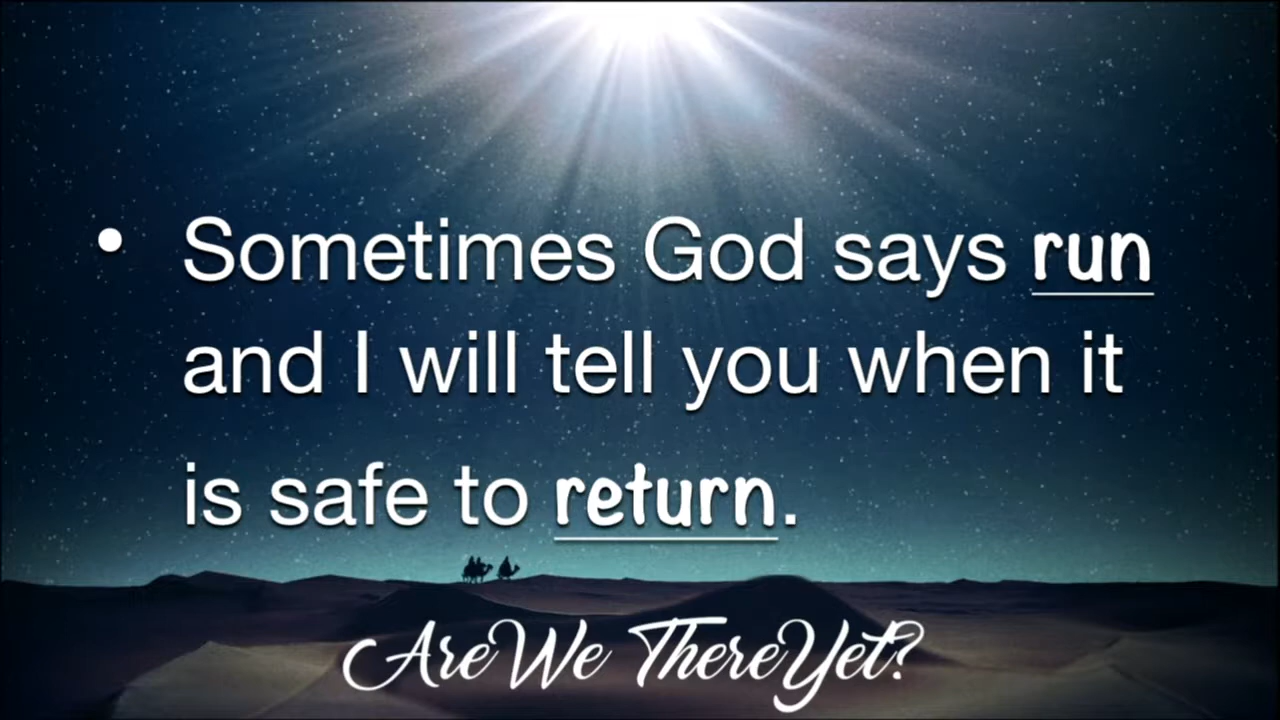 • Sometimes God says run
and I will tell you when it
is safe to return.
Are We There Yet?